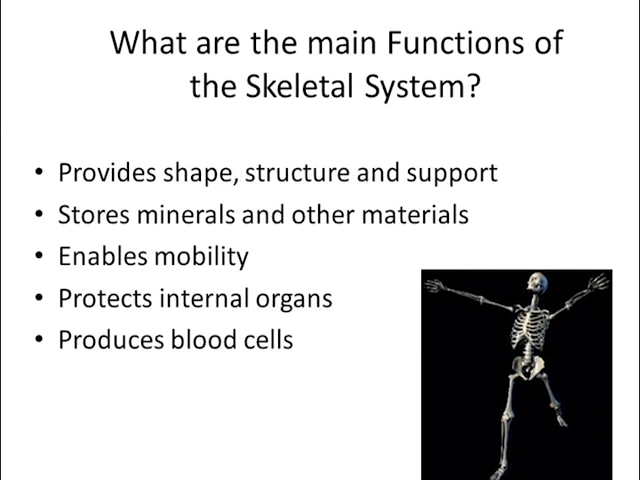 What are the main Functions of
the Skeletal System?
• Provides shape, structure and support
• Stores minerals and other materials
• Enables mobility
• Protects internal organs
• Produces blood cells